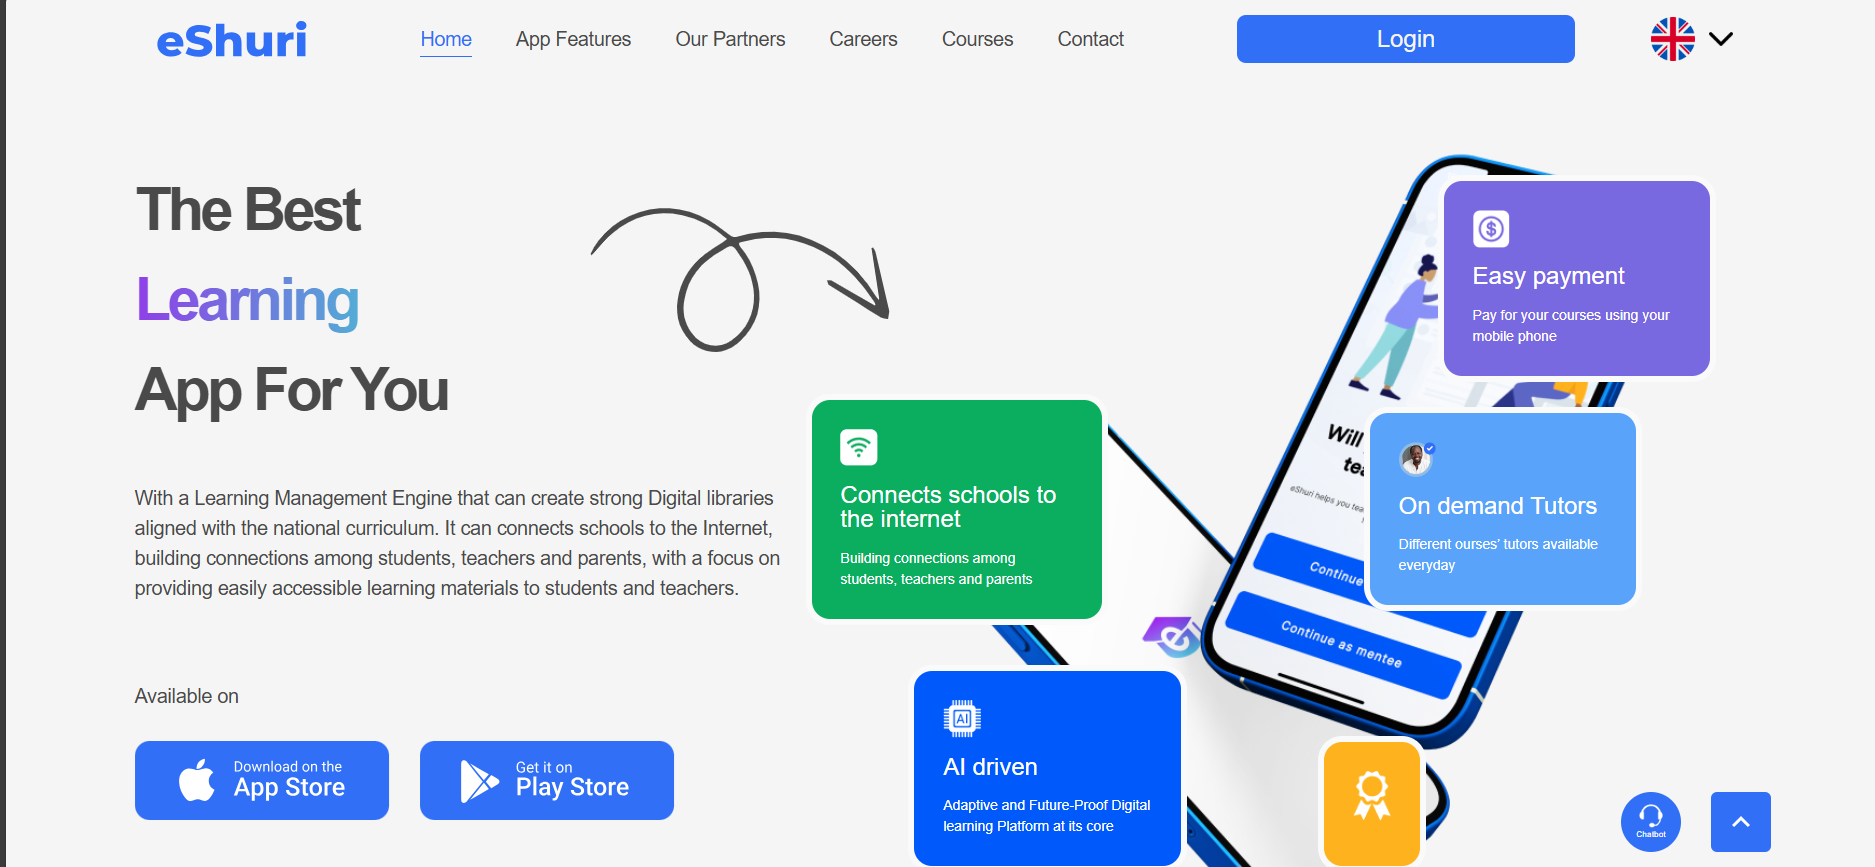 eShuri
Home
App Features
Our Partners
Careers
Courses
Contact
Login
The Best
Learning
App For You
With a Learning Management Engine that can create strong Digital libraries
aligned with the national curriculum. It can connects schools to the Internet,
building connections among students, teachers and parents, with a focus on
providing easily accessible learning materials to students and teachers.
Available on
Download on the
App Store
Get it on
Play Store
Easy payment
Pay for your courses using your
mobile phone
Connects schools to
the internet
Building connections among
students, teachers and parents
Will
eShuri helps you
On demand Tutors
Different ourses' tutors available
everyday
Continue
Continue as mentee
AI
AI driven
Adaptive and Future-Proof Digital
learning Platform at its core
Chatbot